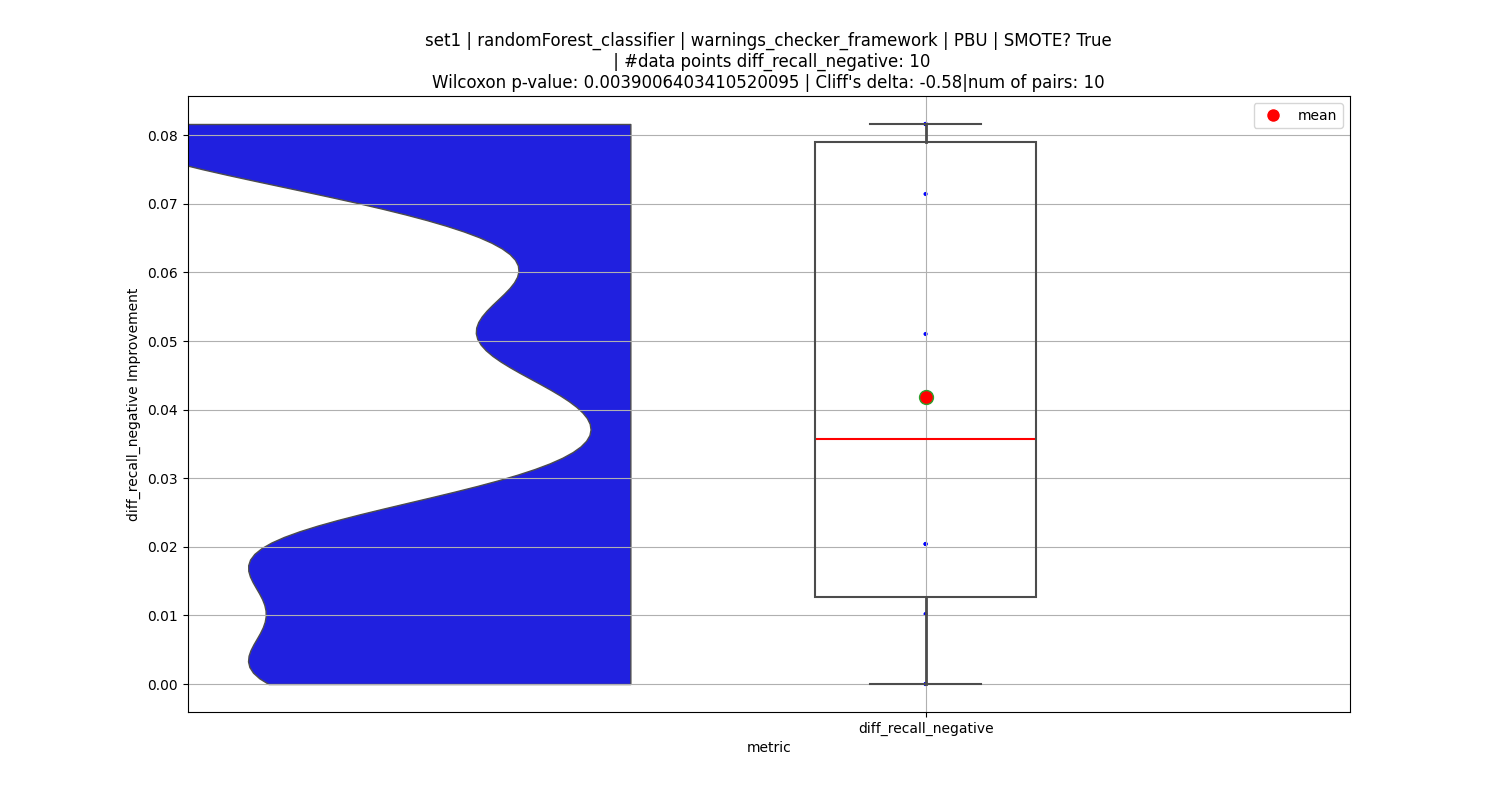 set1 | randomForest_classifier | warnings_checker_framework | PBU | SMOTE? True
| #data points diff_recall_negative: 10
Wilcoxon p-value: 0.0039006403410520095 | Cliff's delta: -0.58|num of pairs: 10
mean
0.08
0.07
0.06
0.05
0.04
0.03
0.02
0.01
0.00
diff_recall_negative Improvement
diff_recall_negative
metric